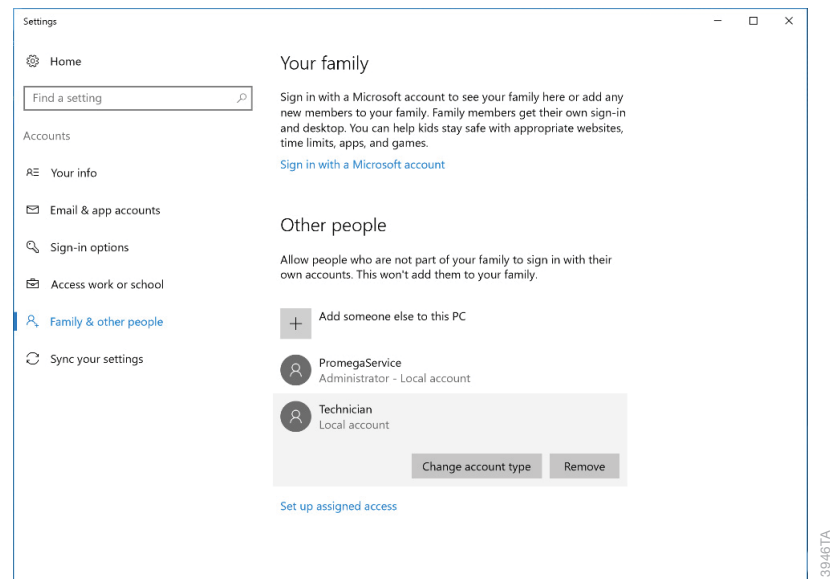 Settings
Home
Find a setting
Accounts
Your info
Email & app accounts
Sign-in options
Access work or school
Family & other people
Sync your settings
Your family
Sign in with a Microsoft account to see your family here or add any
new members to your family. Family members get their own sign-in
and desktop. You can help kids stay safe with appropriate websites,
time limits, apps, and games.
Sign in with a Microsoft account
Other people
Allow people who are not part of your family to sign in with their
own accounts. This won't add them to your family.
Add someone else to this PC
PromegaService
Administrator - Local account
Technician
Local account
Change account type Remove
Set up assigned access
3946TA